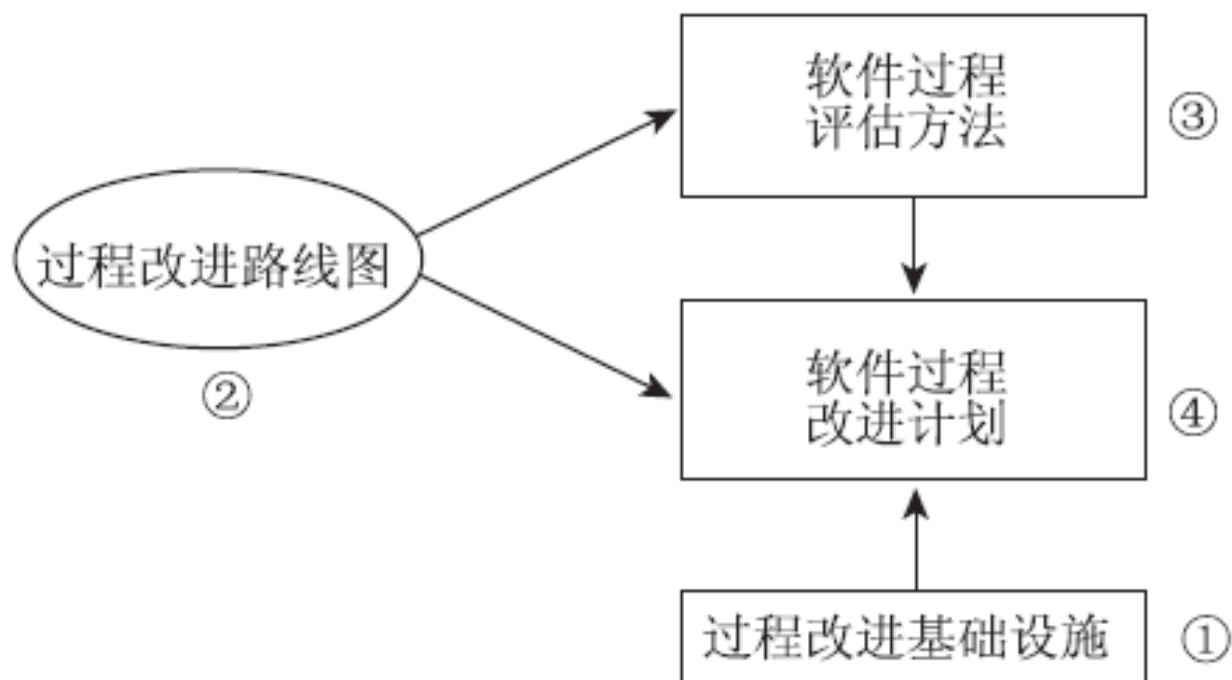 软件过程
评估方法
③
过程改进路线图
②
软件过程
改进计划
④
过程改进基础设施
①